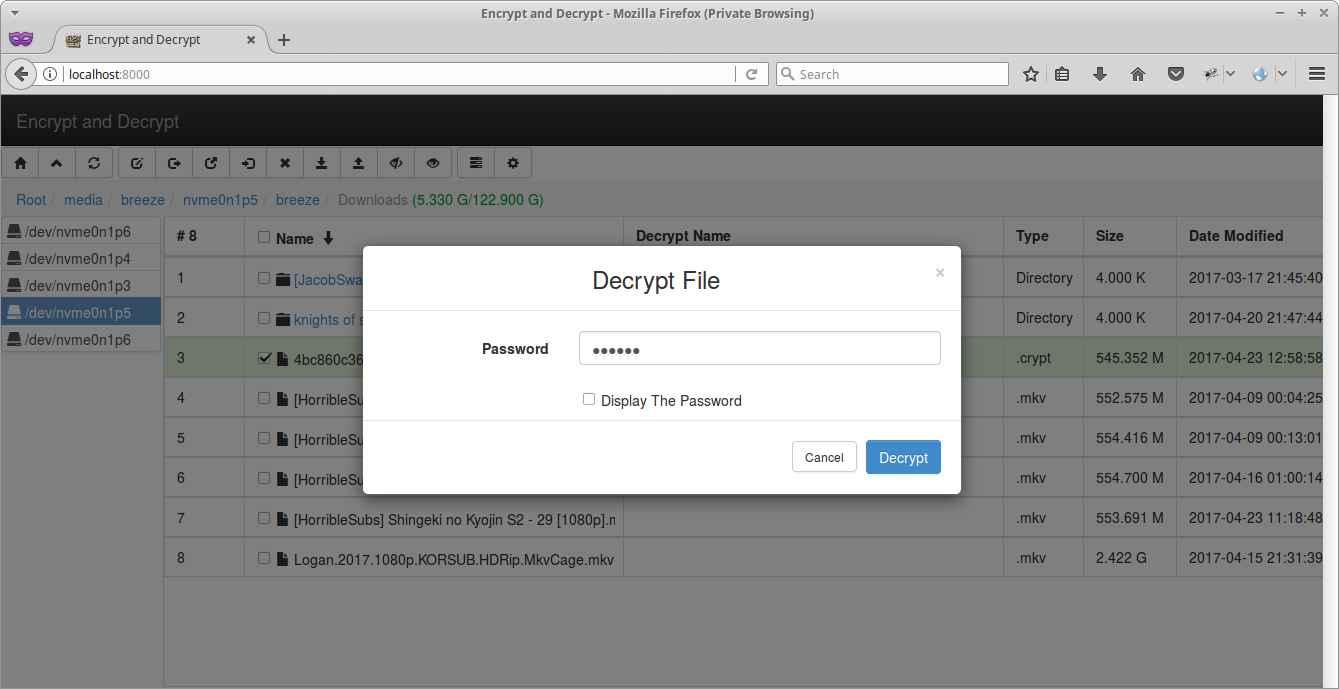 Encrypt and Decrypt - Mozilla Firefox (Private Browsing)
Encrypt and Decrypt
localhost:8000
Search
Encrypt and Decrypt
Root / media / breeze / nvme0n1p5 / breeze / Downloads (5.330 G/122.900 G)
/dev/nvme0n1p6
/dev/nvme0n1p4
/dev/nvme0n1p3
/dev/nvme0n1p5
/dev/nvme0n1p6
# 8 Name Decrypt Name Type Size Date Modified
1 [JacobSwa Directory 4.000 K 2017-03-17 21:45:40
2 knights of s Directory 4.000 K 2017-04-20 21:47:44
3 4bc860c36 .crypt 545.352 M 2017-04-23 12:58:58
4 [HorribleSu .mkv 552.575 M 2017-04-09 00:04:25
5 [HorribleSu .mkv 554.416 M 2017-04-09 00:13:01
6 [HorribleSu .mkv 554.700 M 2017-04-16 01:00:14
7 [HorribleSubs] Shingeki no Kyojin S2 - 29 [1080p].m .mkv 553.691 M 2017-04-23 11:18:48
8 Logan.2017.1080p.KORSUB.HDRip.MkvCage.mkv .mkv 2.422 G 2017-04-15 21:31:39
Decrypt File ×
Password ••••••
Display The Password
Cancel Decrypt